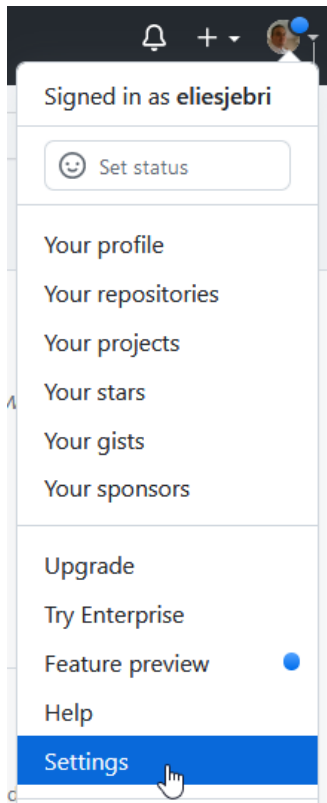 Signed in as eliesjebri
Set status
Your profile
Your repositories
Your projects
Your stars
Your gists
Your sponsors
Upgrade
Try Enterprise
Feature preview
Help
Settings